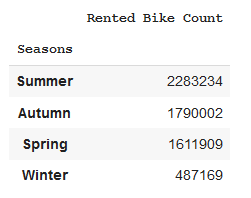 Rented Bike Count
Seasons
Summer 2283234
Autumn 1790002
Spring 1611909
Winter 487169